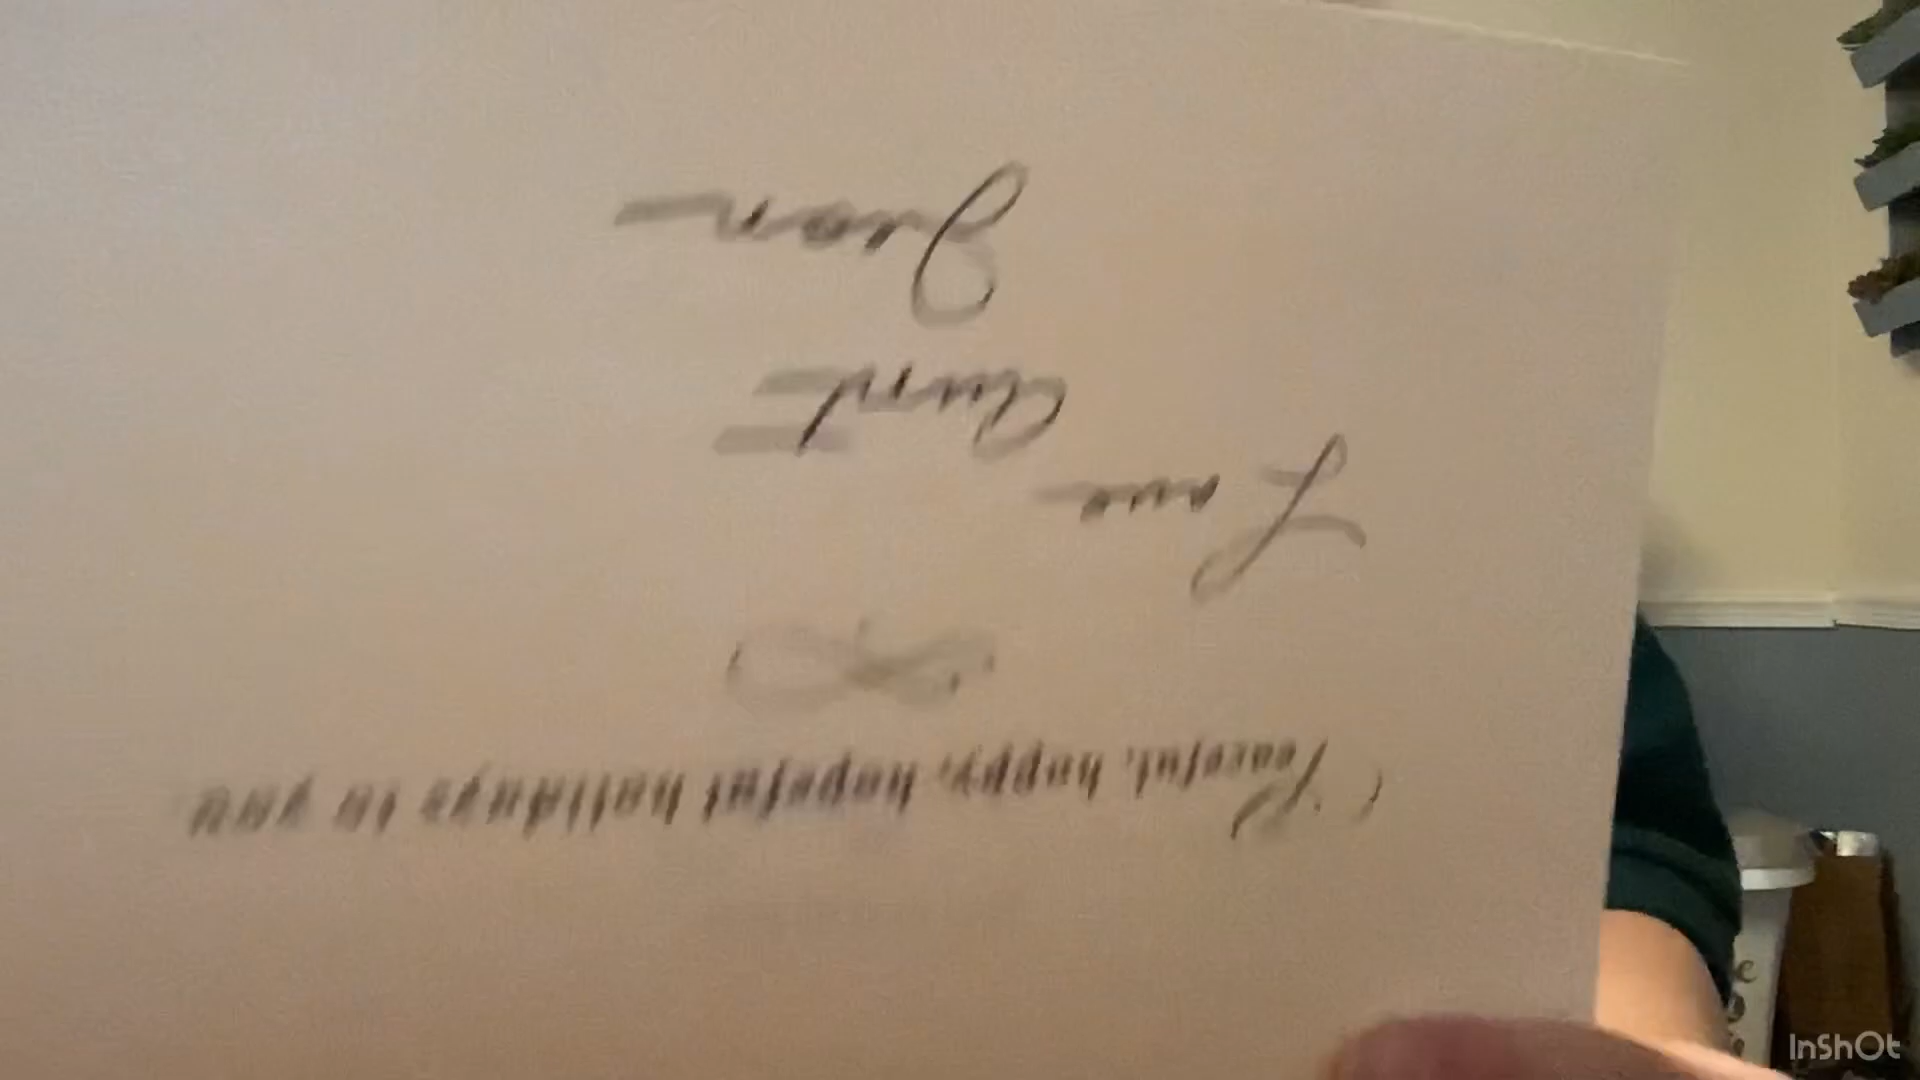 Peaceful, happy, hopeful holidays to you
Love
Aunt
Joan
InShOt